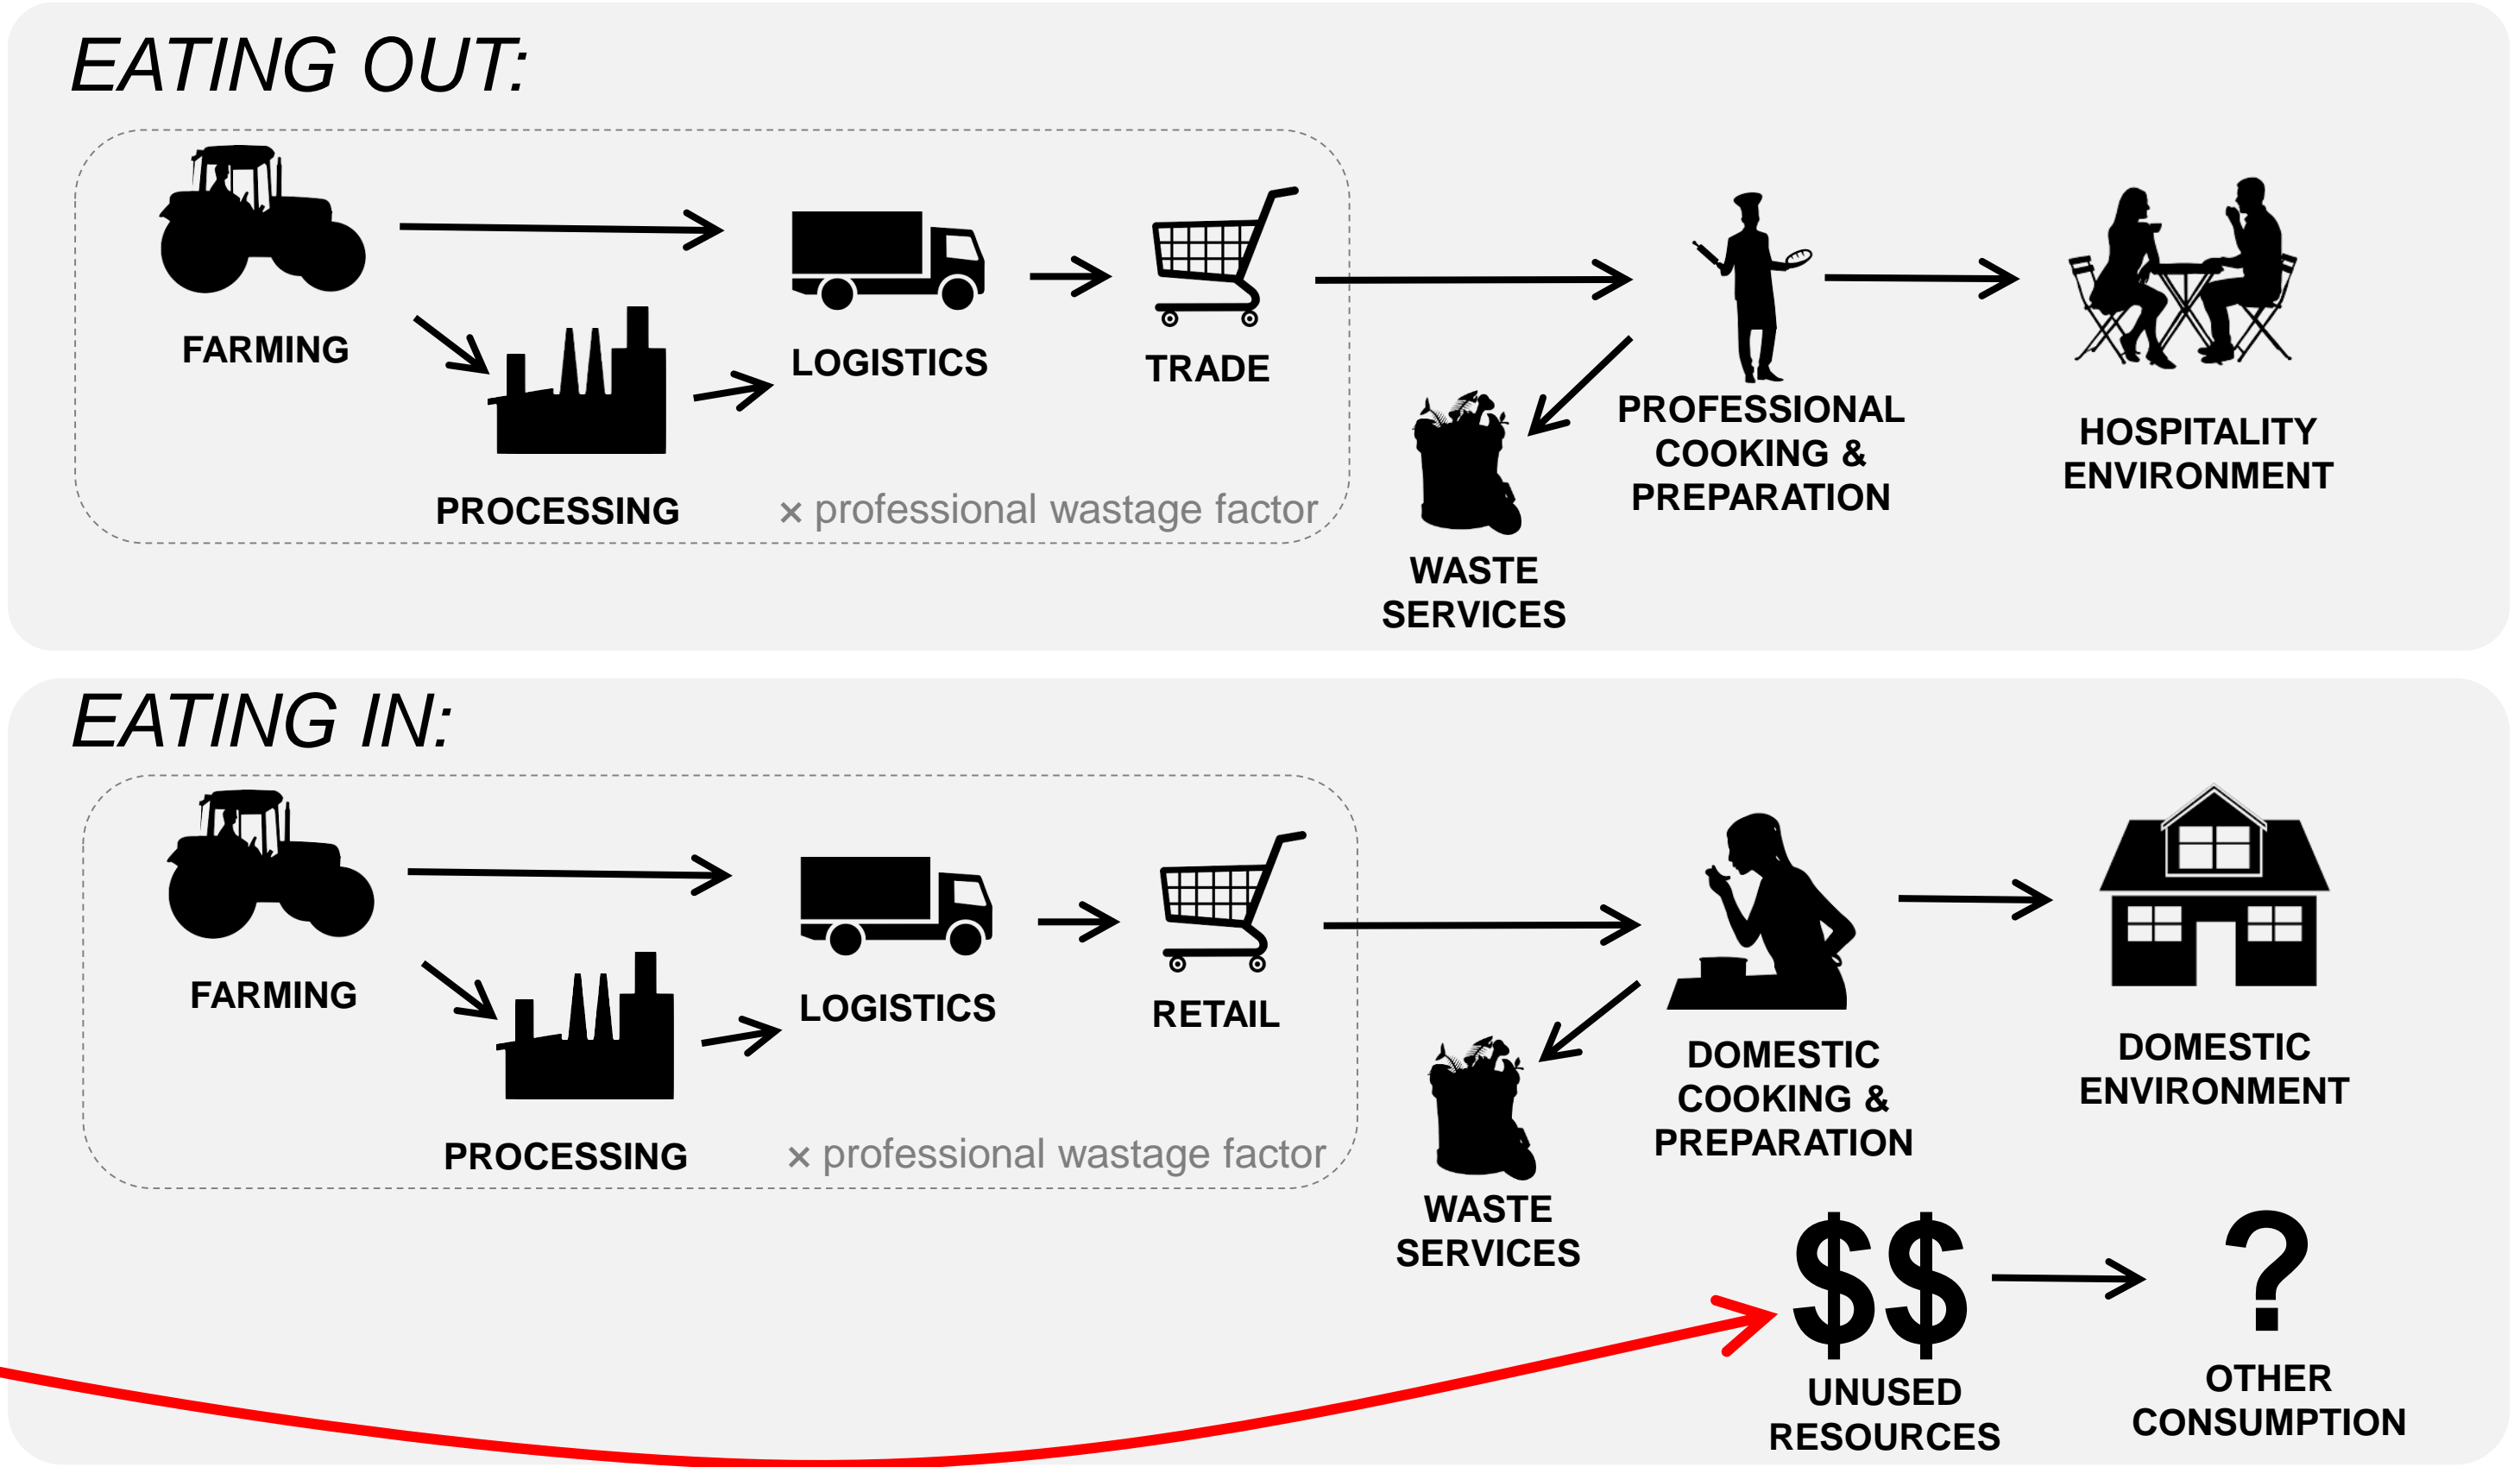 EATING OUT:
FARMING
PROCESSING
LOGISTICS
TRADE
× professional wastage factor
WASTE
SERVICES
PROFESSIONAL
COOKING &
PREPARATION
HOSPITALITY
ENVIRONMENT
EATING IN:
FARMING
PROCESSING
LOGISTICS
RETAIL
× professional wastage factor
WASTE
SERVICES
DOMESTIC
COOKING &
PREPARATION
DOMESTIC
ENVIRONMENT
$$
UNUSED
RESOURCES
?
OTHER
CONSUMPTION